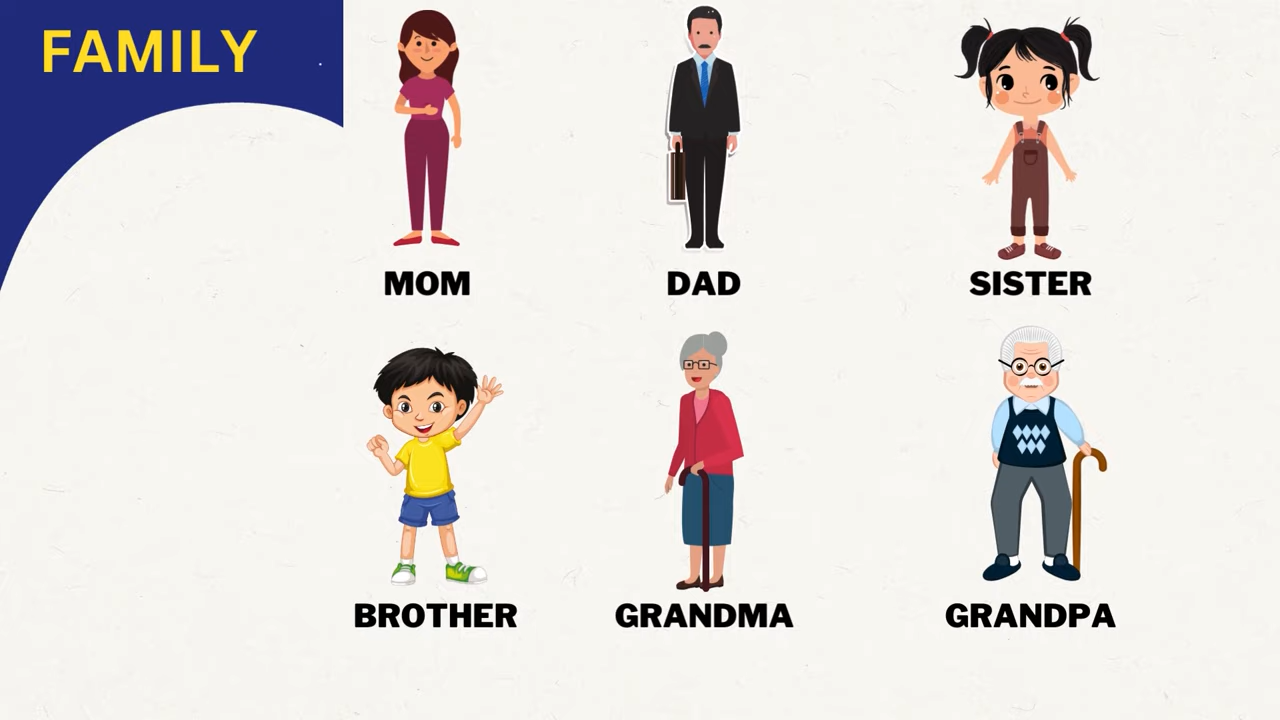 FAMILY
MOM
DAD
SISTER
BROTHER
GRANDMA
GRANDPA